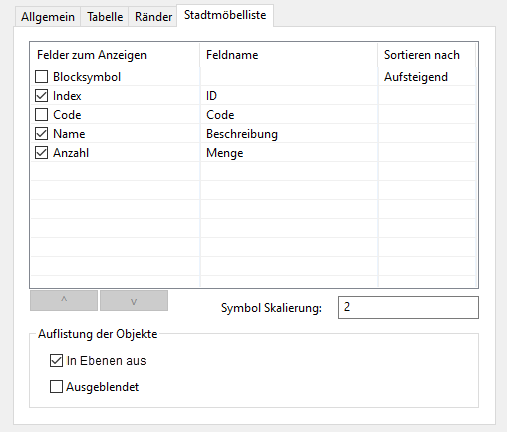 Allgemein Tabelle Ränder Stadtmöbelliste
Felder zum Anzeigen Feldname Sortieren nach
Blocksymbol Aufsteigend
Index ID
Code Code
Name Beschreibung
Anzahl Menge
^ v
Symbol Skalierung: 2
Auflistung der Objekte
In Ebenen aus
Ausgeblendet